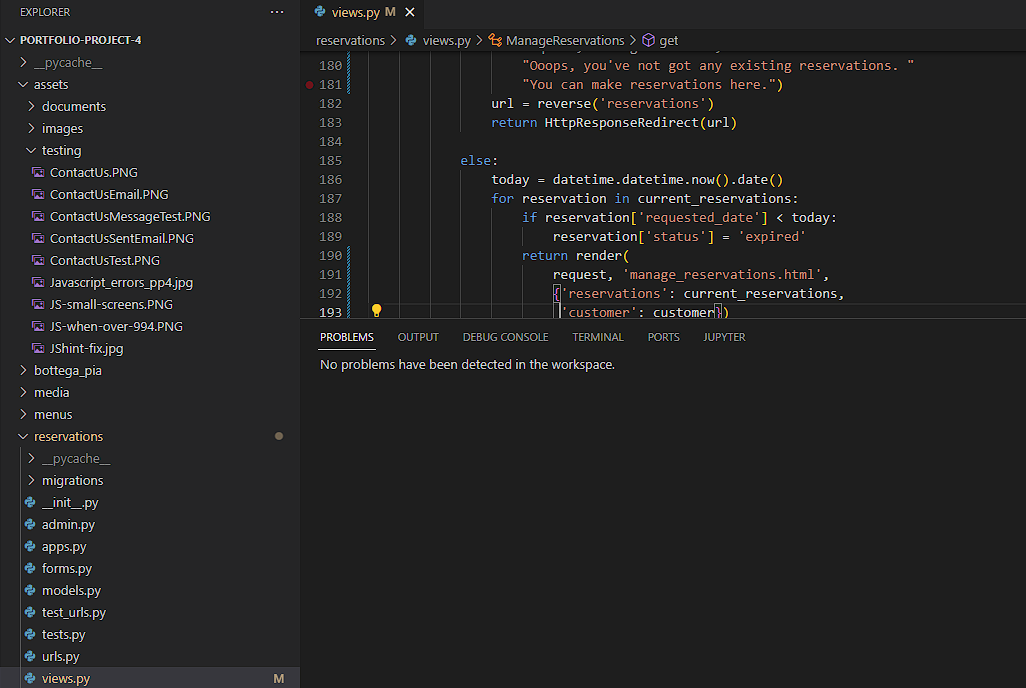 EXPLORER ...
PORTFOLIO-PROJECT-4
__pycache__
assets
documents
images
testing
ContactUs.PNG
ContactUsEmail.PNG
ContactUsMessageTest.PNG
ContactUsSentEmail.PNG
ContactUsTest.PNG
Javascript_errors_pp4.jpg
JS-small-screens.PNG
JS-when-over-994.PNG
JShint-fix.jpg
bottega_pia
media
menus
reservations
__pycache__
migrations
__init__.py
admin.py
apps.py
forms.py
models.py
test_urls.py
tests.py
urls.py
views.py M
views.py M
reservations > views.py > ManageReservations > get
180 "Ooops, you've not got any existing reservations. "
181 "You can make reservations here.")
182 url = reverse('reservations')
183 return HttpResponseRedirect(url)
184
185 else:
186 today = datetime.datetime.now().date()
187 for reservation in current_reservations:
188 if reservation['requested_date'] < today:
189 reservation['status'] = 'expired'
190 return render(
191 request, 'manage_reservations.html',
192 {'reservations': current_reservations,
193 'customer': customer})
PROBLEMS OUTPUT DEBUG CONSOLE TERMINAL PORTS JUPYTER
No problems have been detected in the workspace.